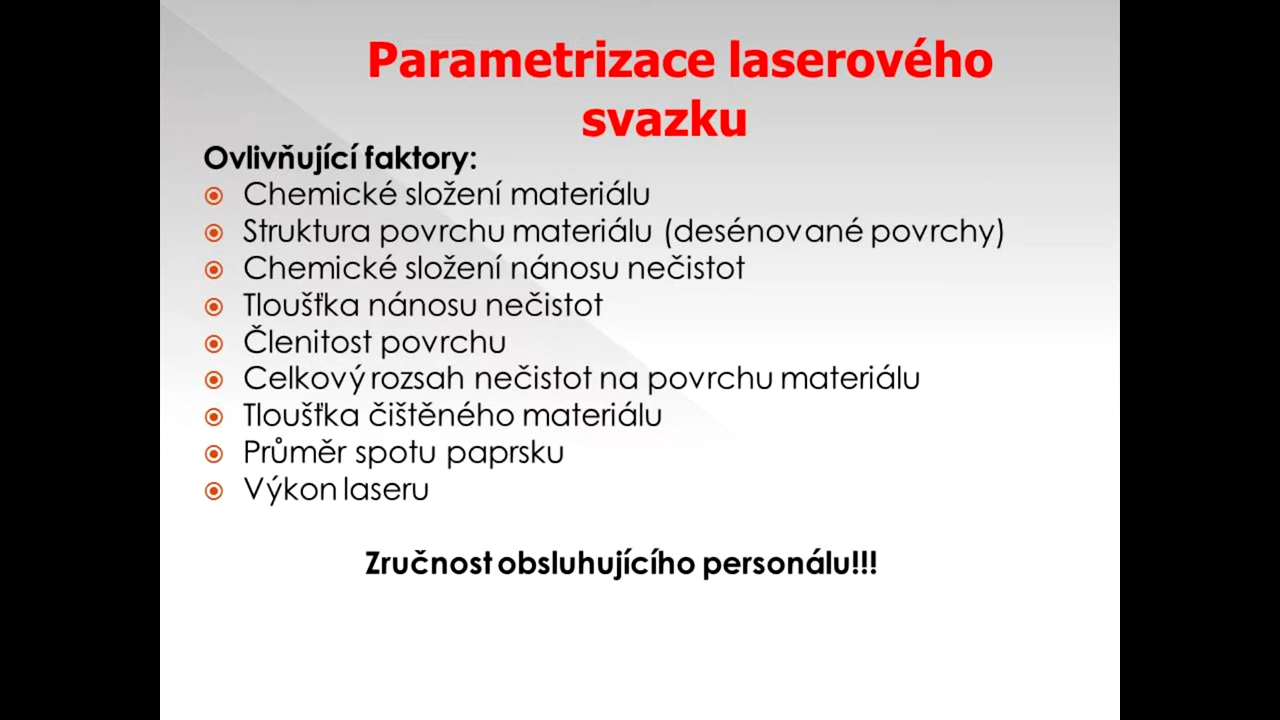 Parametrizace laserového
svazku
Ovlivňující faktory:
Chemické složení materiálu
Struktura povrchu materiálu (desénované povrchy)
Chemické složení nánosu nečistot
Tloušťka nánosu nečistot
Členitost povrchu
Celkový rozsah nečistot na povrchu materiálu
Tloušťka čištěného materiálu
Průměr spotu paprsku
Výkon laseru
Zručnost obsluhujícího personálu!!!